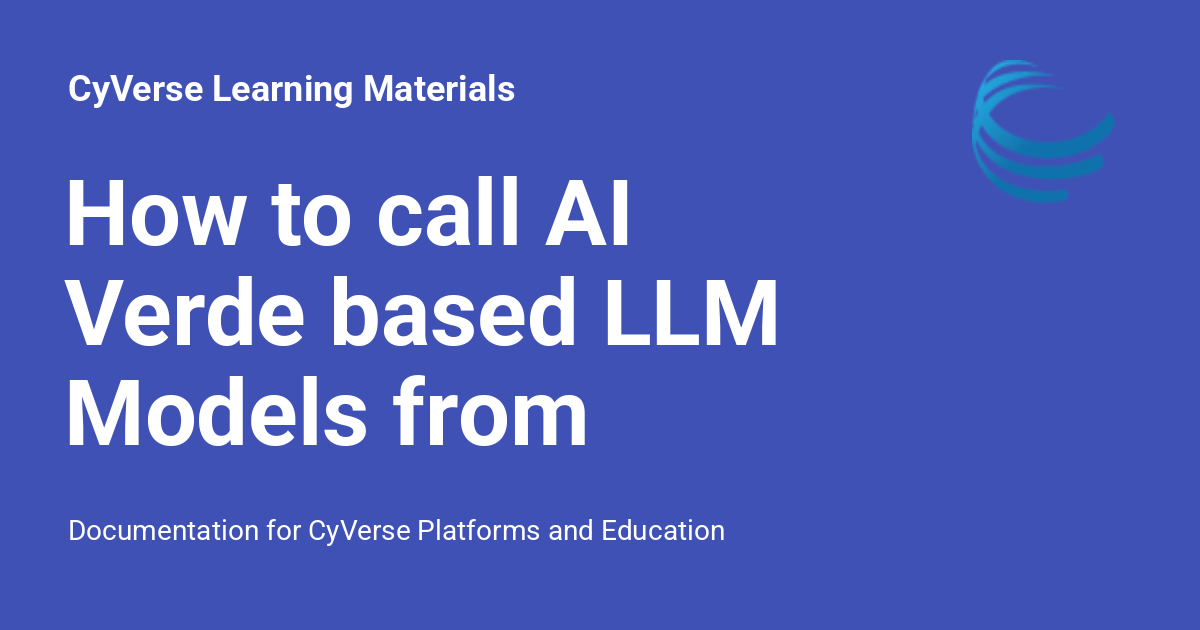 CyVerse Learning Materials
How to call AI
Verde based LLM
Models from
Documentation for CyVerse Platforms and Education